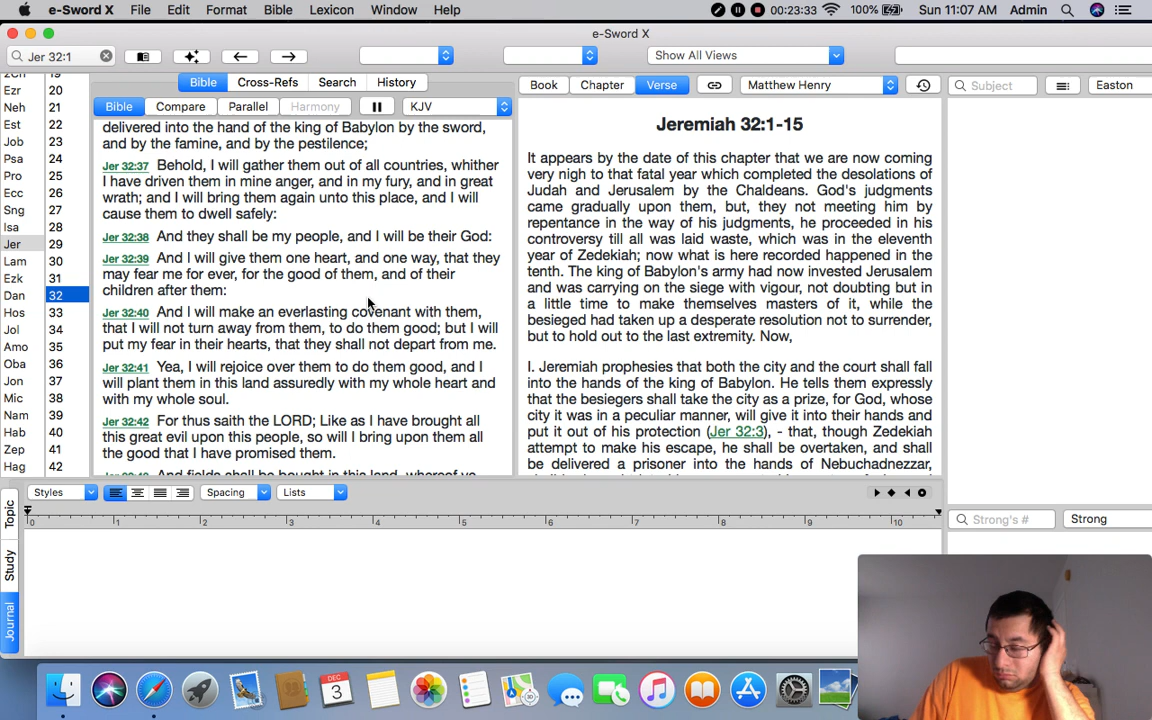 e-Sword X File Edit Format Bible Lexicon Window Help 00:23:33 100% Sun 11:07 AM Admin
e-Sword X
Jer 32:1 Show All Views
Bible Cross-Refs Search History
Bible Compare Parallel Harmony KJV
Book Chapter Verse Matthew Henry Subject Easton
Ezr
Neh
Est
Job
Psa
Pro
Ecc
Sng
Isa
Jer
Lam
Ezk
Dan
Hos
Jol
Amo
Oba
Jon
Mic
Nam
Hab
Zep
Hag
20
21
22
23
24
25
26
27
28
29
30
31
32
33
34
35
36
37
38
39
40
41
42
delivered into the hand of the king of Babylon by the sword,
and by the famine, and by the pestilence;
Jer 32:37 Behold, I will gather them out of all countries, whither
I have driven them in mine anger, and in my fury, and in great
wrath; and I will bring them again unto this place, and I will
cause them to dwell safely:
Jer 32:38 And they shall be my people, and I will be their God:
Jer 32:39 And I will give them one heart, and one way, that they
may fear me for ever, for the good of them, and of their
children after them:
Jer 32:40 And I will make an everlasting covenant with them,
that I will not turn away from them, to do them good; but I will
put my fear in their hearts, that they shall not depart from me.
Jer 32:41 Yea, I will rejoice over them to do them good, and I
will plant them in this land assuredly with my whole heart and
with my whole soul.
Jer 32:42 For thus saith the LORD; Like as I have brought all
this great evil upon this people, so will I bring upon them all
the good that I have promised them.
And fields shall be bought in this land, whereof ye
Jeremiah 32:1-15
It appears by the date of this chapter that we are now coming
very nigh to that fatal year which completed the desolations of
Judah and Jerusalem by the Chaldeans. God's judgments
came gradually upon them, but, they not meeting him by
repentance in the way of his judgments, he proceeded in his
controversy till all was laid waste, which was in the eleventh
year of Zedekiah; now what is here recorded happened in the
tenth. The king of Babylon's army had now invested Jerusalem
and was carrying on the siege with vigour, not doubting but in
a little time to make themselves masters of it, while the
besieged had taken up a desperate resolution not to surrender,
but to hold out to the last extremity. Now,
I. Jeremiah prophesies that both the city and the court shall fall
into the hands of the king of Babylon. He tells them expressly
that the besiegers shall take the city as a prize, for God, whose
city it was in a peculiar manner, will give it into their hands and
put it out of his protection (Jer 32:3), - that, though Zedekiah
attempt to make his escape, he shall be overtaken, and shall
be delivered a prisoner into the hands of Nebuchadnezzar,
Styles Spacing Lists
0 1 2 3 4 5 6 7 8 9 10
Topic
Study
Journal
Strong's # Strong
DEC
3